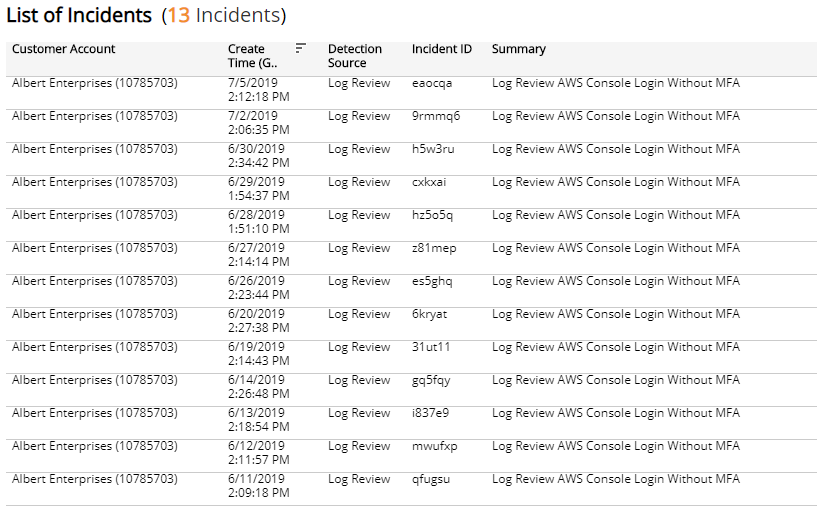 List of Incidents (13 Incidents)
Customer Account Create Time (G.. Detection Source Incident ID Summary
Albert Enterprises (10785703) 7/5/2019 2:12:18 PM Log Review eaocqa Log Review AWS Console Login Without MFA
Albert Enterprises (10785703) 7/2/2019 2:06:35 PM Log Review 9rmmq6 Log Review AWS Console Login Without MFA
Albert Enterprises (10785703) 6/30/2019 2:34:42 PM Log Review h5w3ru Log Review AWS Console Login Without MFA
Albert Enterprises (10785703) 6/29/2019 1:54:37 PM Log Review cxkxai Log Review AWS Console Login Without MFA
Albert Enterprises (10785703) 6/28/2019 1:51:10 PM Log Review hz5o5q Log Review AWS Console Login Without MFA
Albert Enterprises (10785703) 6/27/2019 2:14:14 PM Log Review z81mep Log Review AWS Console Login Without MFA
Albert Enterprises (10785703) 6/26/2019 2:23:44 PM Log Review es5ghq Log Review AWS Console Login Without MFA
Albert Enterprises (10785703) 6/20/2019 2:27:38 PM Log Review 6kryat Log Review AWS Console Login Without MFA
Albert Enterprises (10785703) 6/19/2019 2:14:43 PM Log Review 31ut11 Log Review AWS Console Login Without MFA
Albert Enterprises (10785703) 6/14/2019 2:26:48 PM Log Review gq5fqy Log Review AWS Console Login Without MFA
Albert Enterprises (10785703) 6/13/2019 2:18:54 PM Log Review i837e9 Log Review AWS Console Login Without MFA
Albert Enterprises (10785703) 6/12/2019 2:11:57 PM Log Review mwufxp Log Review AWS Console Login Without MFA
Albert Enterprises (10785703) 6/11/2019 2:09:18 PM Log Review qfugsu Log Review AWS Console Login Without MFA